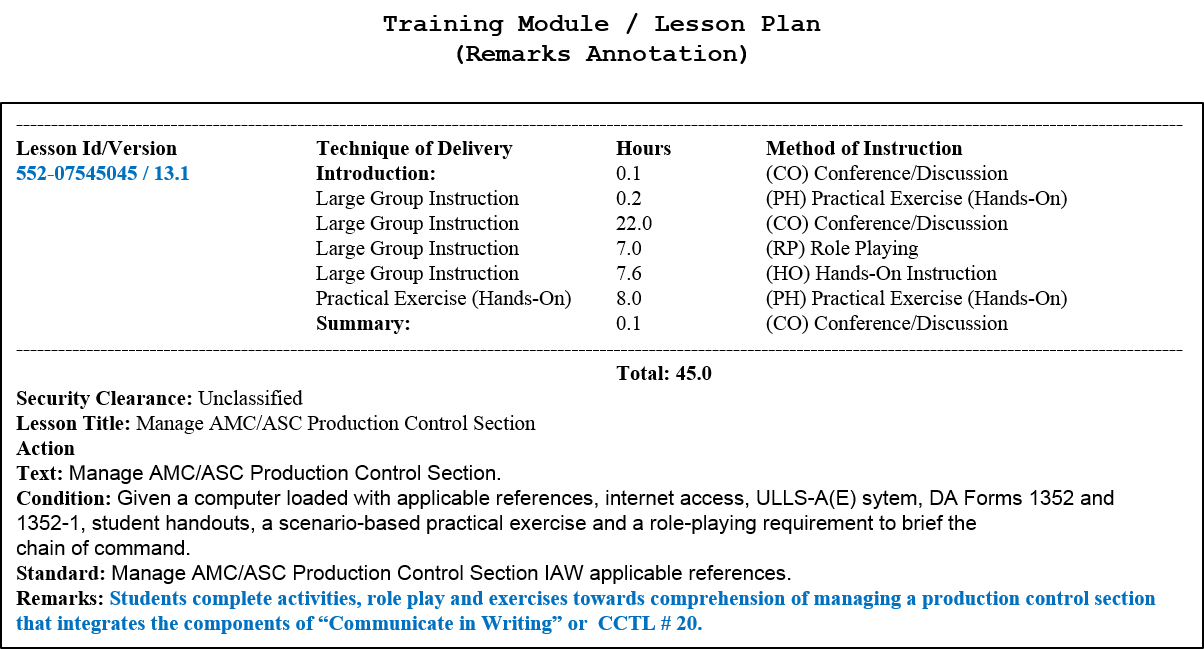 Training Module / Lesson Plan
(Remarks Annotation)
Lesson Id/Version Technique of Delivery Hours Method of Instruction
552-07545045 / 13.1 Introduction: 0.1 (CO) Conference/Discussion
Large Group Instruction 0.2 (PH) Practical Exercise (Hands-On)
Large Group Instruction 22.0 (CO) Conference/Discussion
Large Group Instruction 7.0 (RP) Role Playing
Large Group Instruction 7.6 (HO) Hands-On Instruction
Practical Exercise (Hands-On) 8.0 (PH) Practical Exercise (Hands-On)
Summary: 0.1 (CO) Conference/Discussion
Total: 45.0
Security Clearance: Unclassified
Lesson Title: Manage AMC/ASC Production Control Section
Action
Text: Manage AMC/ASC Production Control Section.
Condition: Given a computer loaded with applicable references, internet access, ULLS-A(E) sytem, DA Forms 1352 and
1352-1, student handouts, a scenario-based practical exercise and a role-playing requirement to brief the
chain of command.
Standard: Manage AMC/ASC Production Control Section IAW applicable references.
Remarks: Students complete activities, role play and exercises towards comprehension of managing a production control section
that integrates the components of “Communicate in Writing” or  CCTL # 20.